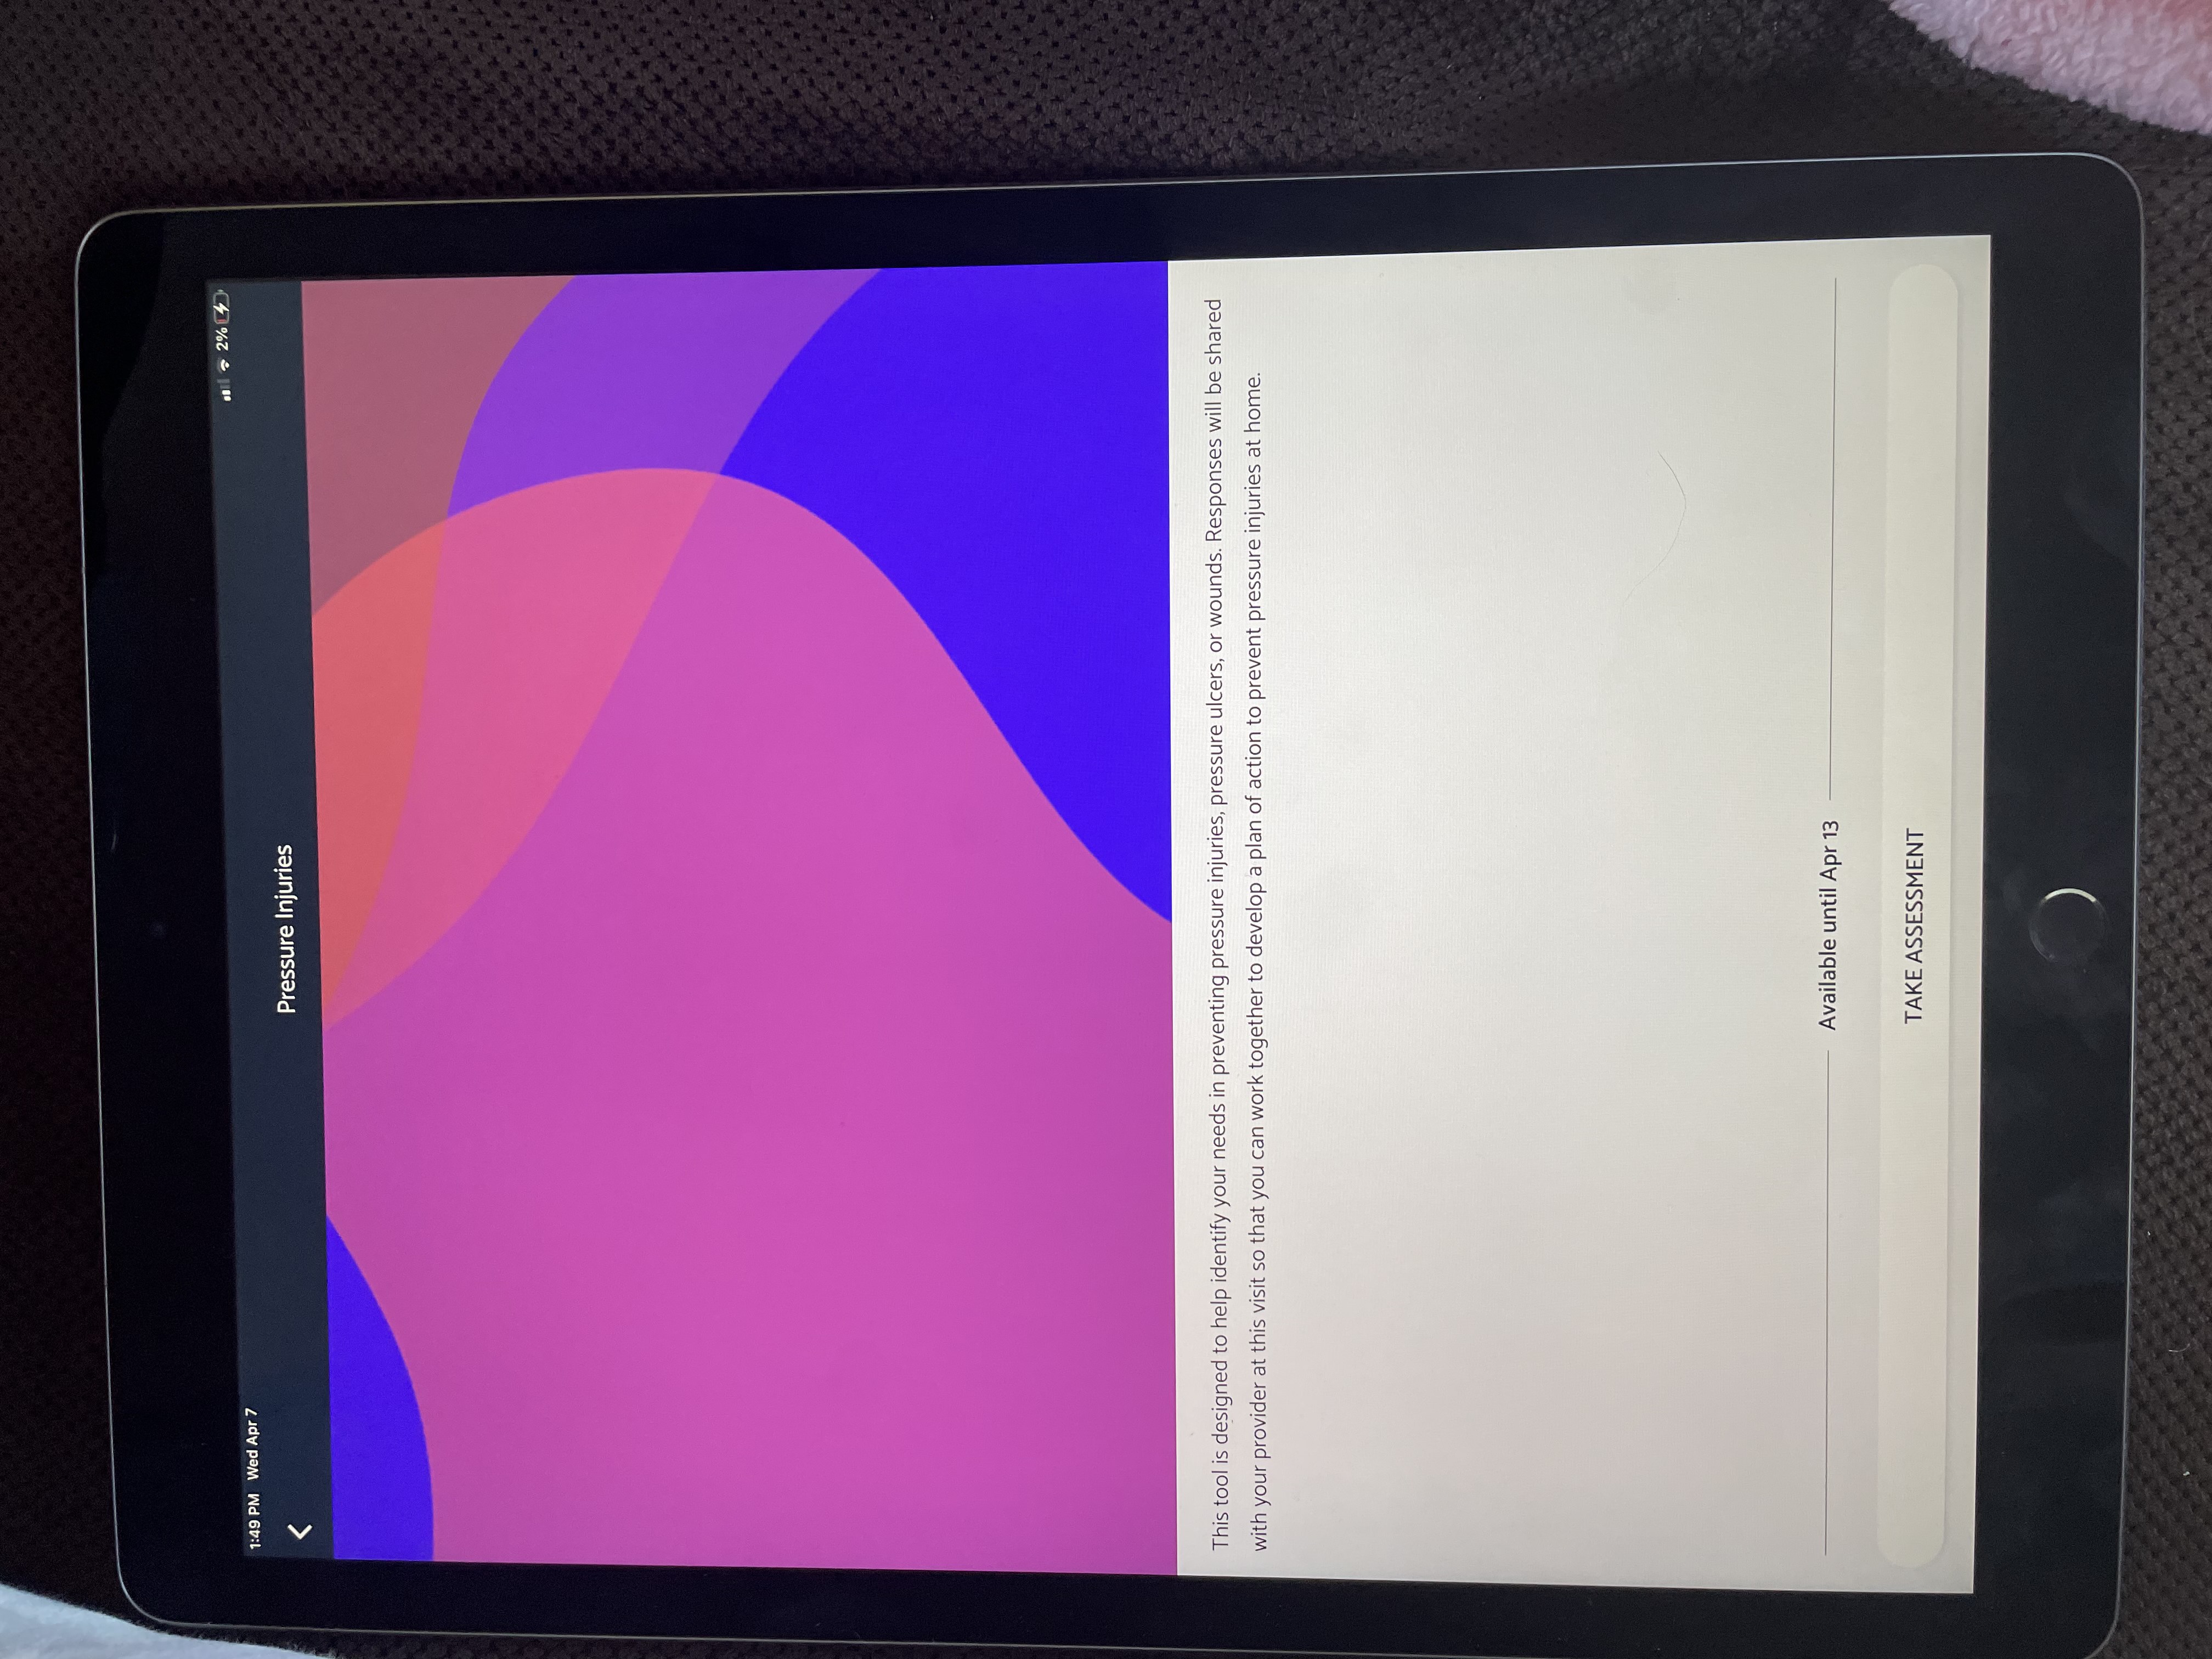 1:49 PM Wed Apr 7
2%
Pressure Injuries
This tool is designed to help identify your needs in preventing pressure injuries, pressure ulcers, or wounds. Responses will be shared
with your provider at this visit so that you can work together to develop a plan of action to prevent pressure injuries at home.
Available until Apr 13
TAKE ASSESSMENT